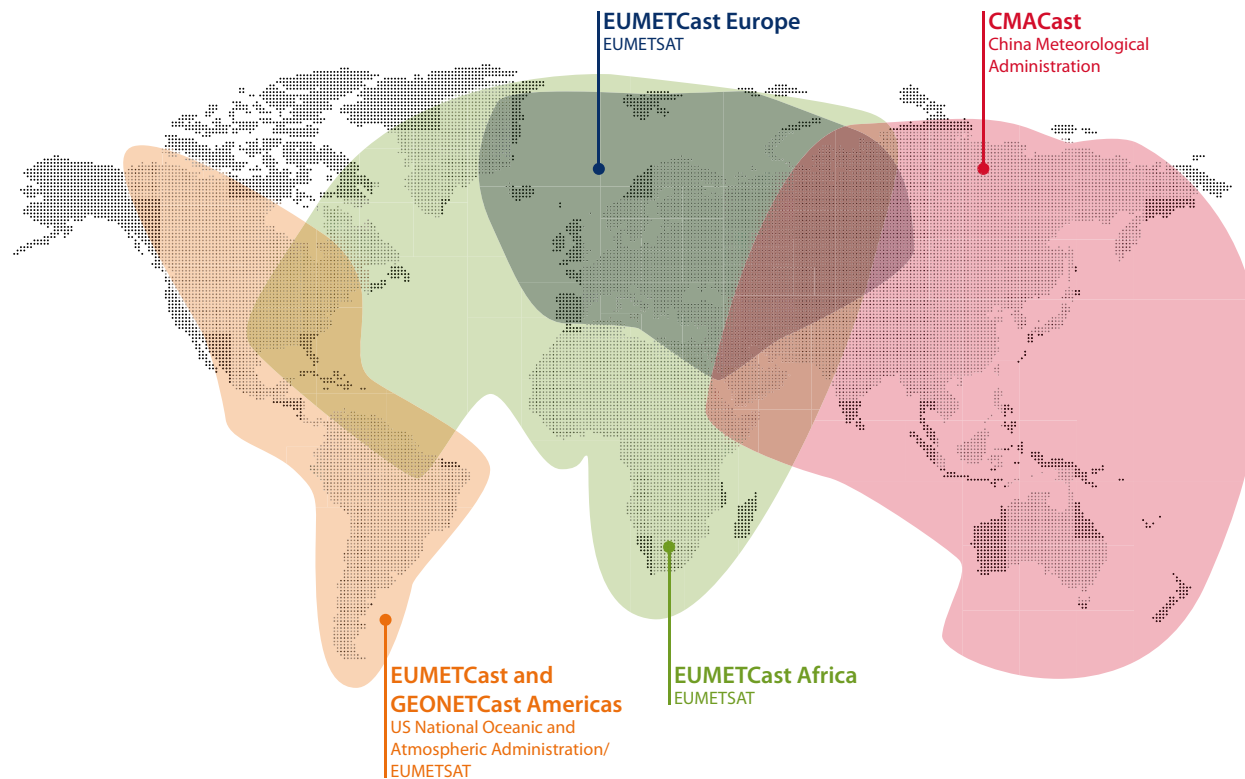 EUMETCast Europe
EUMETSAT
CMACast
China Meteorological
Administration
EUMETCast and
GEONETCast Americas
US National Oceanic and
Atmospheric Administration/
EUMETSAT
EUMETCast Africa
EUMETSAT